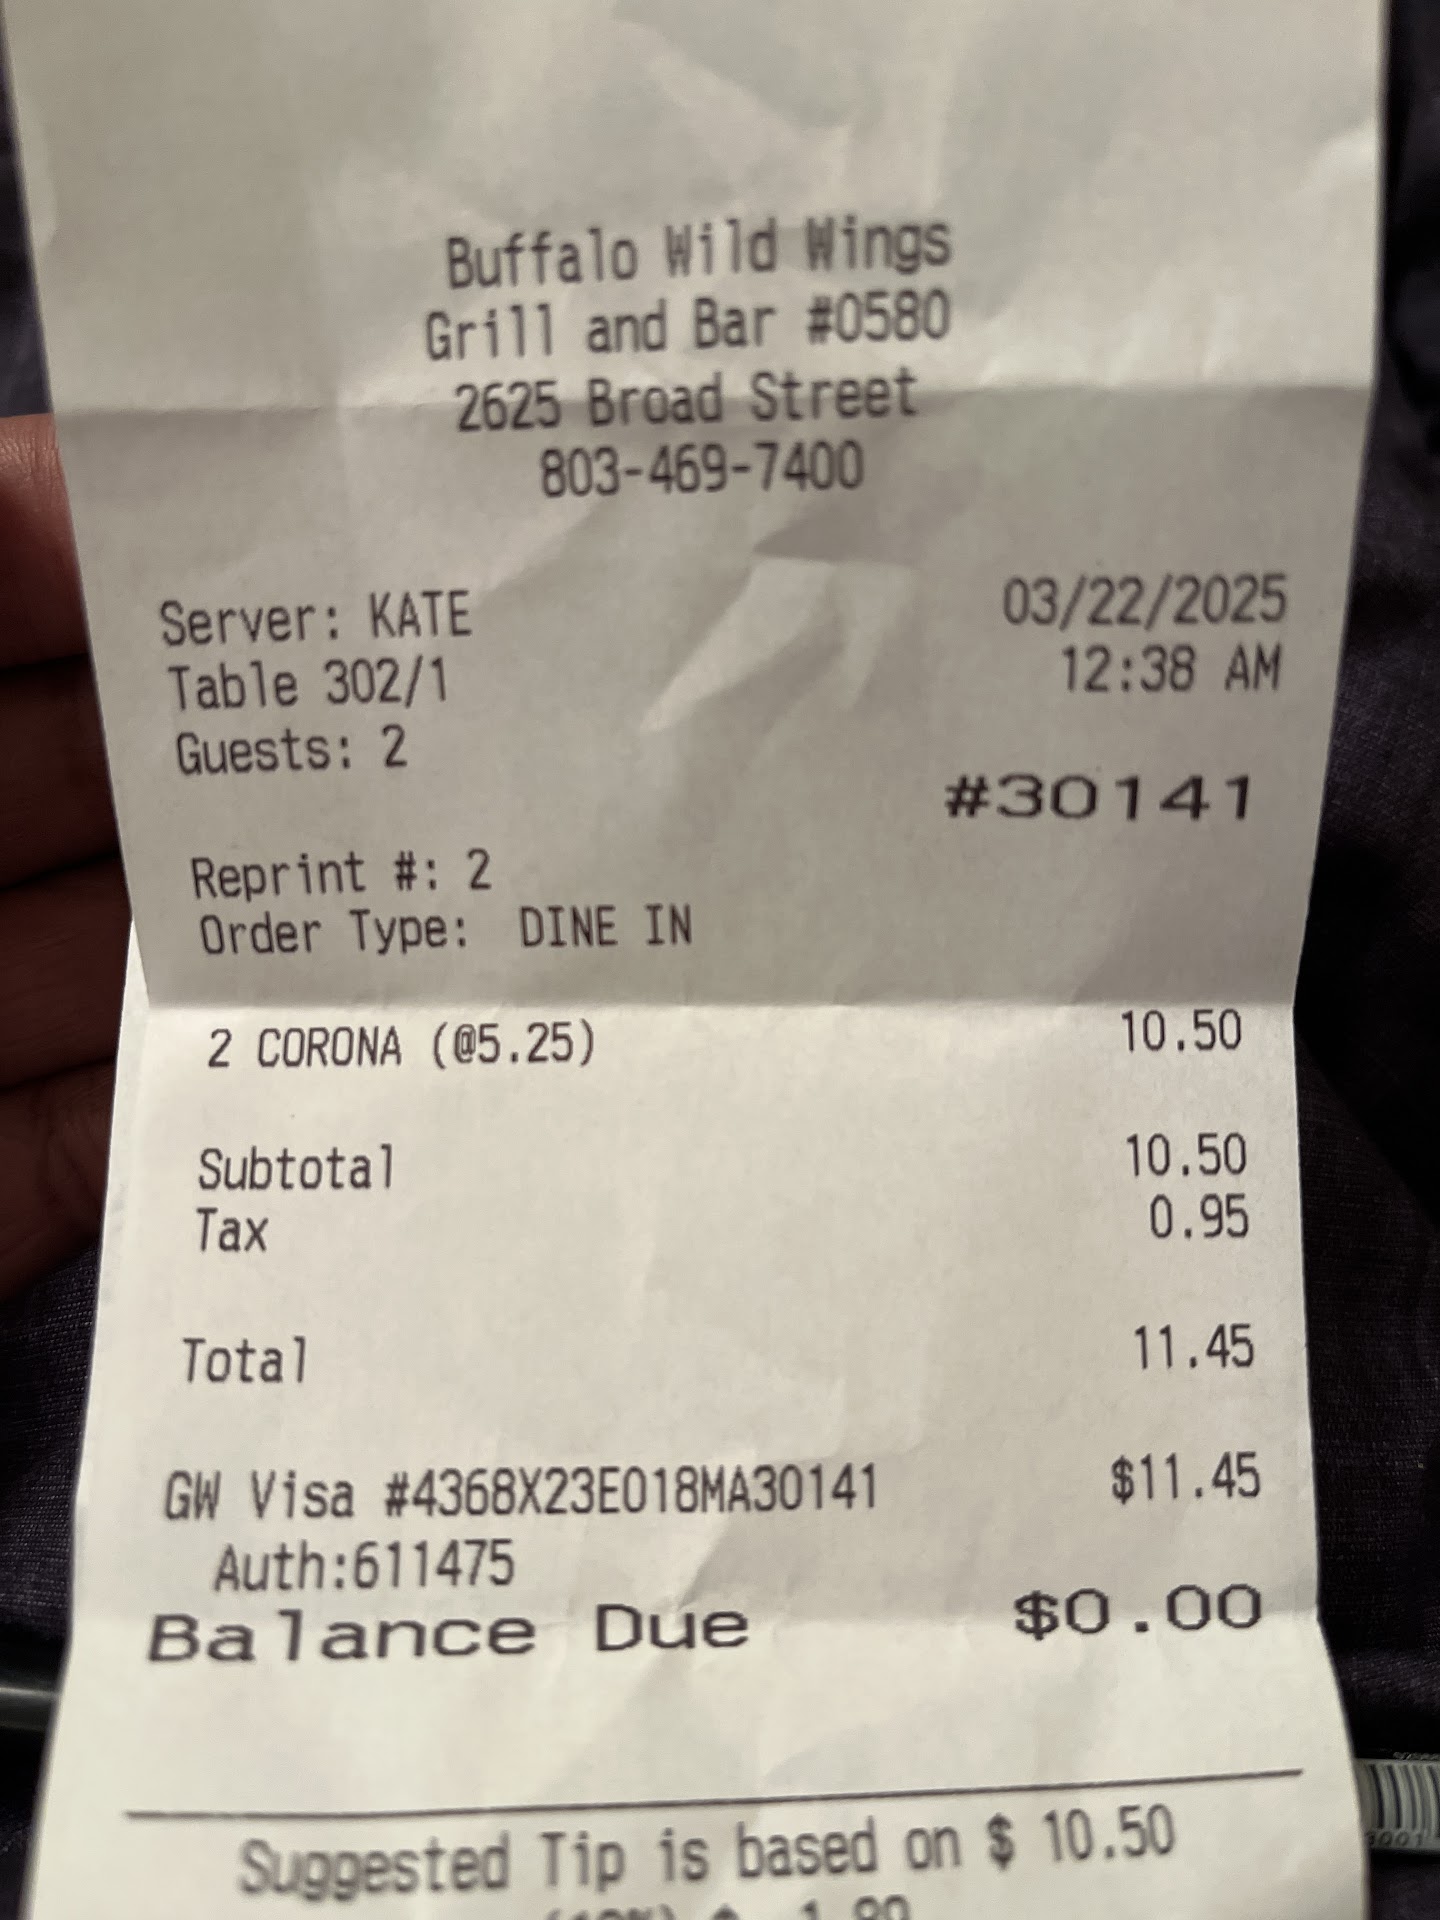 Buffalo Wild Wings
Grill and Bar #0580
2625 Broad Street
803-469-7400
Server: KATE 03/22/2025
Table 302/1 12:38 AM
Guests: 2
#30141
Reprint #: 2
Order Type: DINE IN
2 CORONA (@5.25) 10.50
Subtotal 10.50
Tax 0.95
Total 11.45
GW Visa #4368X23E018MA30141 $11.45
Auth:611475
Balance Due $0.00
Suggested Tip is based on $ 10.50